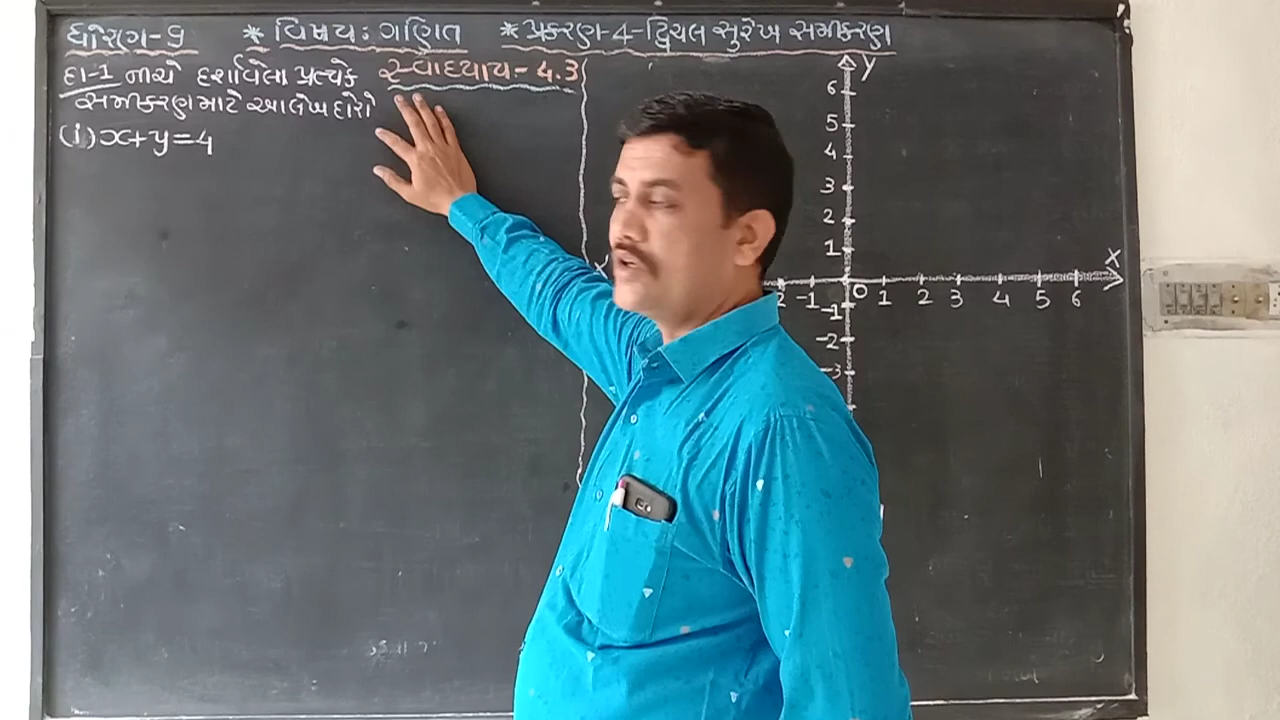 ધોરણ-9 * વિષય: ગણિત * પ્રકરણ-4-દ્વિચલ સુરેખ સમીકરણ
સ્વાધ્યાય-4.3
દા-1 નીચે દર્શાવેલા પ્રત્યેક
સમીકરણ માટે આલેખ દોરો
(i) x+y=4
Y
6
5
4
3
2
1
X' X
2 -1 O 1 2 3 4 5 6
-1
-2
-3